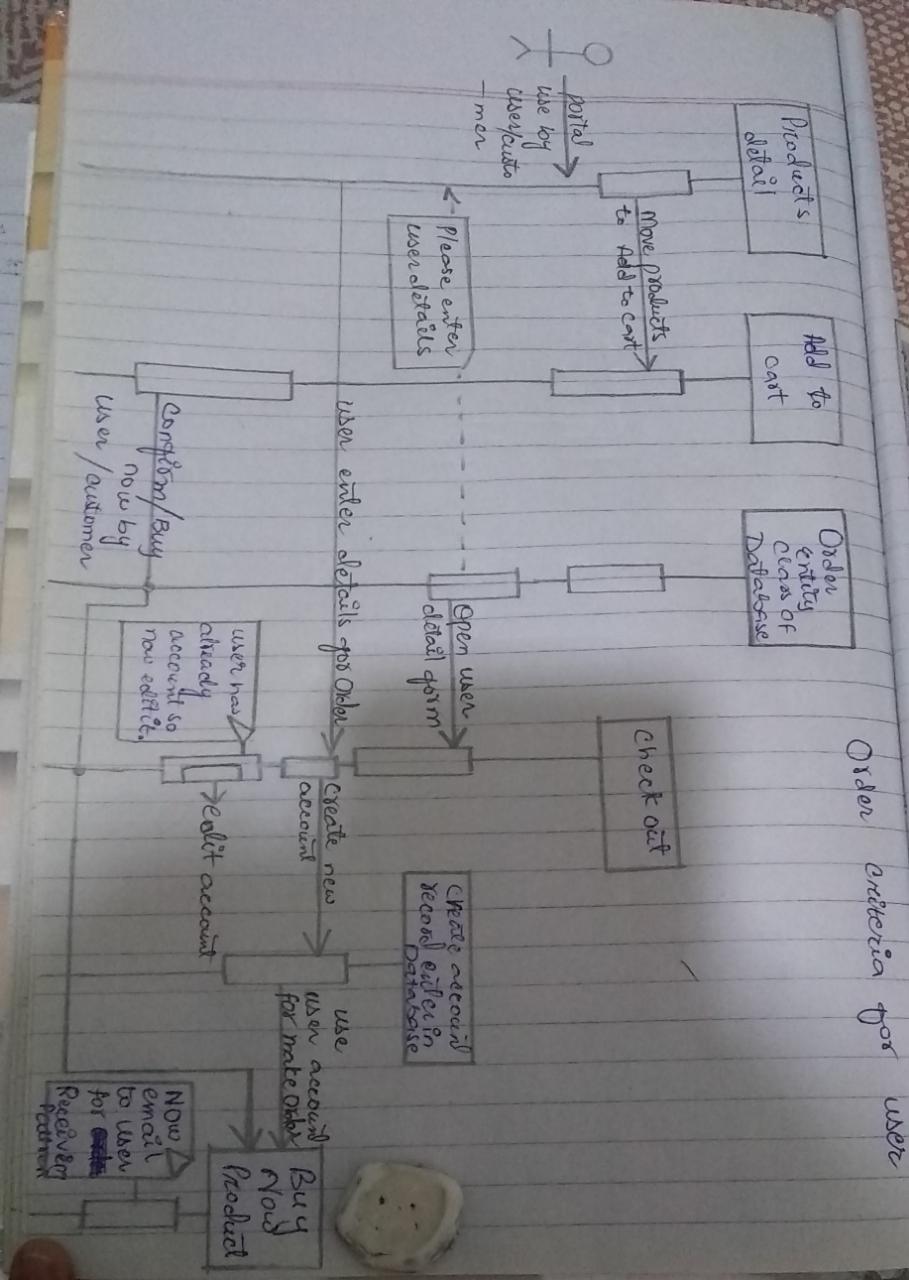 Order criteria for user
Products
detail
Add to
cart
Order
entity
class of
Database
Check out
Create account
record enter in
Database
Buy
Now
Product
portal
use by
user/custo
-mer
Move products
to Add to cart
Please enter
user details
Open user
detail form
user enter details for Order
Create new
account
use
user account
for make order
edit account
user has
already
account so
now edit it.
Confirm/Buy
now by
user/customer
Now
email
to user
for